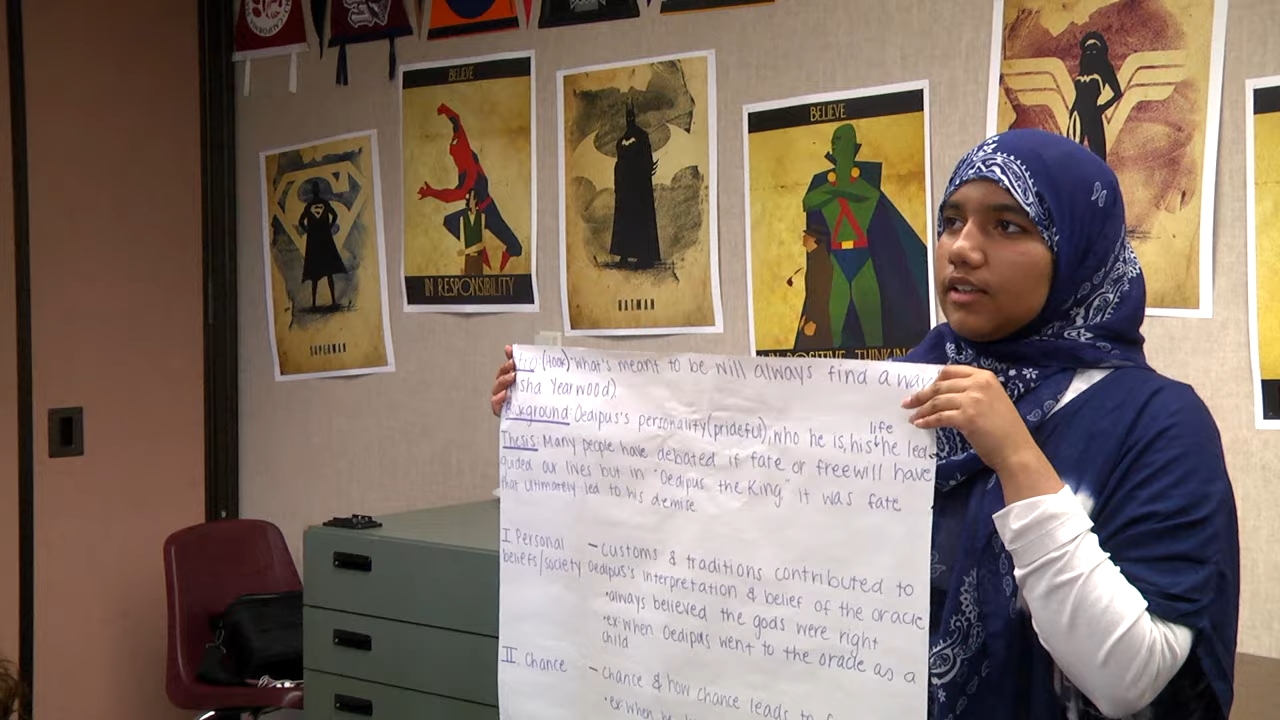 BELIEVE
IN RESPONSIBILITY
SUPERMAN
BATMAN
BELIEVE
IN POSITIVE THINKING
(Hook) "What's meant to be will always find a way
Yearwood).
Background: Oedipus's personality (prideful), who he is, his life he led
Thesis: Many people have debated if fate or freewill have
guided our lives but in "Oedipus the King" it was fate
that ultimately led to his demise.
I. Personal - customs & traditions contributed to
beliefs/society Oedipus's interpretation & belief of the oracle
•always believed the gods were right
•ex: when Oedipus went to the oracle as a
child
II. Chance - chance & how chance leads to
•ex: when he